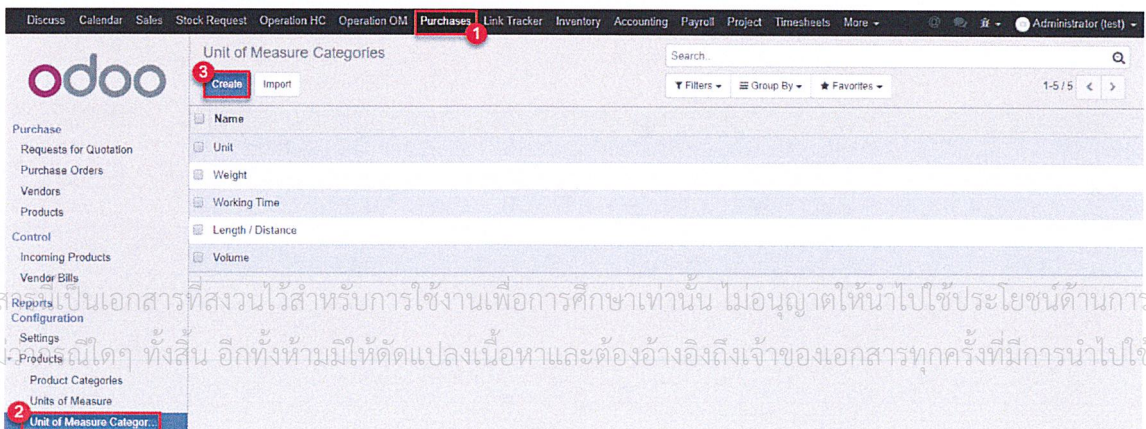 Discuss Calendar Sales Stock Request Operation HC Operation OM Purchases Link Tracker Inventory Accounting Payroll Project Timesheets More Administrator (test)
1
odoo
Unit of Measure Categories
Search...
3
Create Import
Filters Group By Favorites 1-5 / 5
Name
Unit
Weight
Working Time
Length / Distance
Volume
Purchase
Requests for Quotation
Purchase Orders
Vendors
Products
Control
Incoming Products
Vendor Bills
Reports
Configuration
Settings
Products
Product Categories
Units of Measure
2
Unit of Measure Categor...
เป็นเอกสารที่สงวนไว้สำหรับการใช้งานเพื่อการศึกษาเท่านั้น ไม่อนุญาตให้นำไปใช้ประโยชน์ด้านการ
ทั้งสิ้น อีกทั้งห้ามมิให้ดัดแปลงเนื้อหาและต้องอ้างอิงถึงเจ้าของเอกสารทุกครั้งที่มีการนำไปใช้